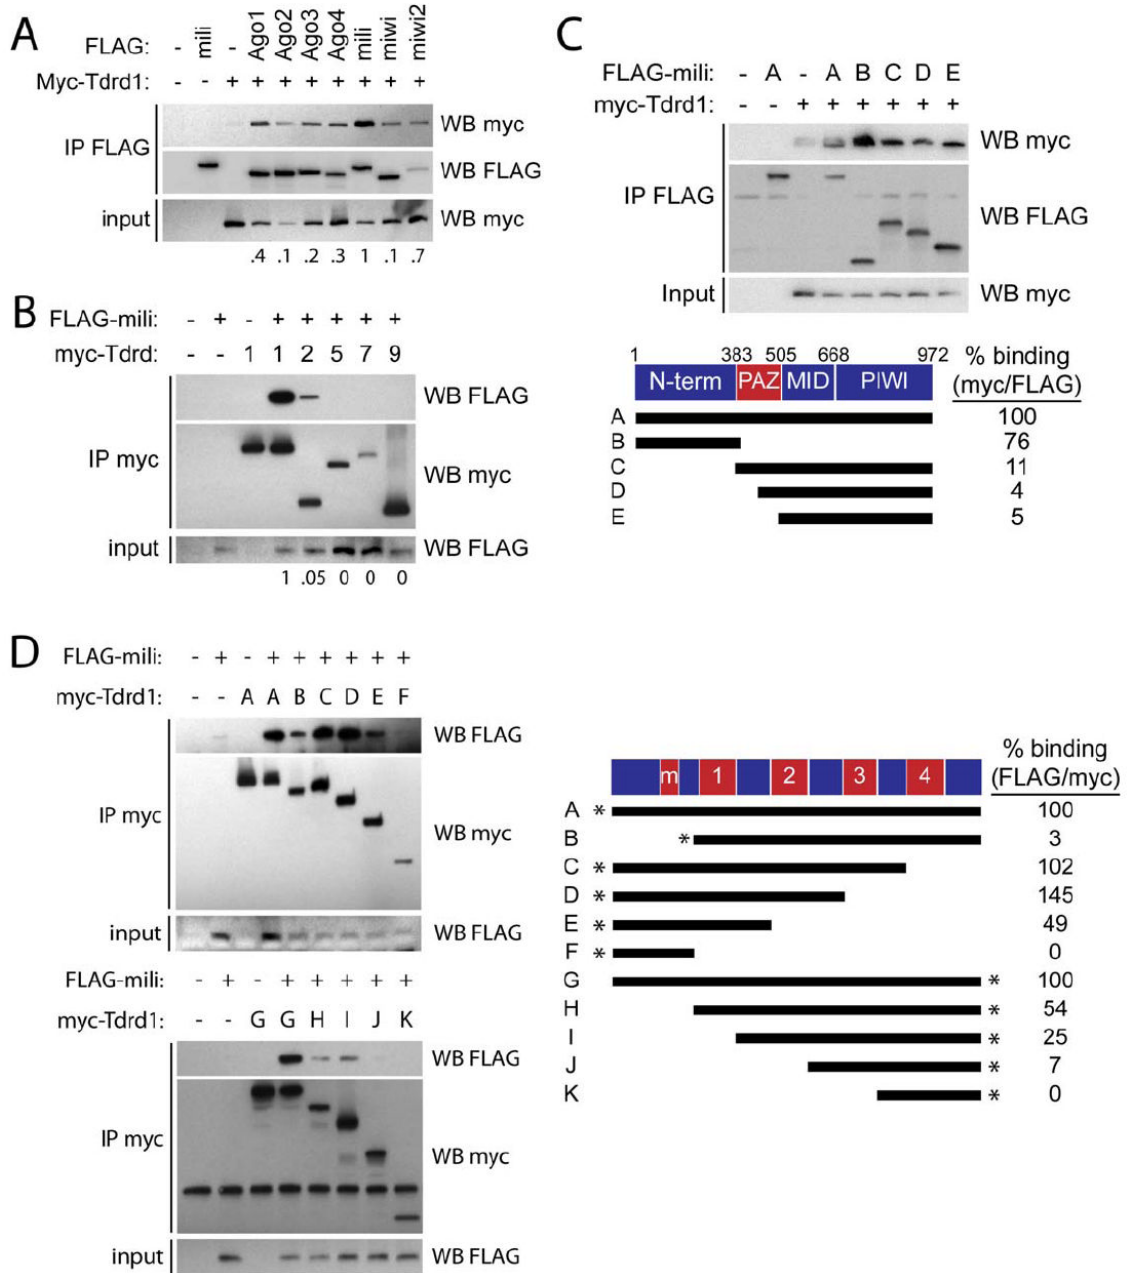 A
FLAG: - mili - Ago1 Ago2 Ago3 Ago4 mili miwi miwi2
Myc-Tdrd1: - - + + + + + + + +
IP FLAG
WB myc
WB FLAG
input WB myc
.4 .1 .2 .3 1 .1 .7
B
FLAG-mili: - + - + + + + +
myc-Tdrd: - - 1 1 2 5 7 9
WB FLAG
IP myc
WB myc
input WB FLAG
1 .05 0 0 0
C
FLAG-mili: - A - A B C D E
myc-Tdrd1: - - + + + + + +
WB myc
IP FLAG
WB FLAG
Input WB myc
1 383 505 668 972 % binding
N-term PAZ MID PIWI (myc/FLAG)
A 100
B 76
C 11
D 4
E 5
D
FLAG-mili: - + - + + + + + +
myc-Tdrd1: - - A A B C D E F
WB FLAG
IP myc
WB myc
input WB FLAG
FLAG-mili: - + - + + + + +
myc-Tdrd1: - - G G H I J K
WB FLAG
IP myc
WB myc
input WB FLAG
% binding
m 1 2 3 4 (FLAG/myc)
A * 100
B * 3
C * 102
D * 145
E * 49
F * 0
G * 100
H * 54
I * 25
J * 7
K * 0